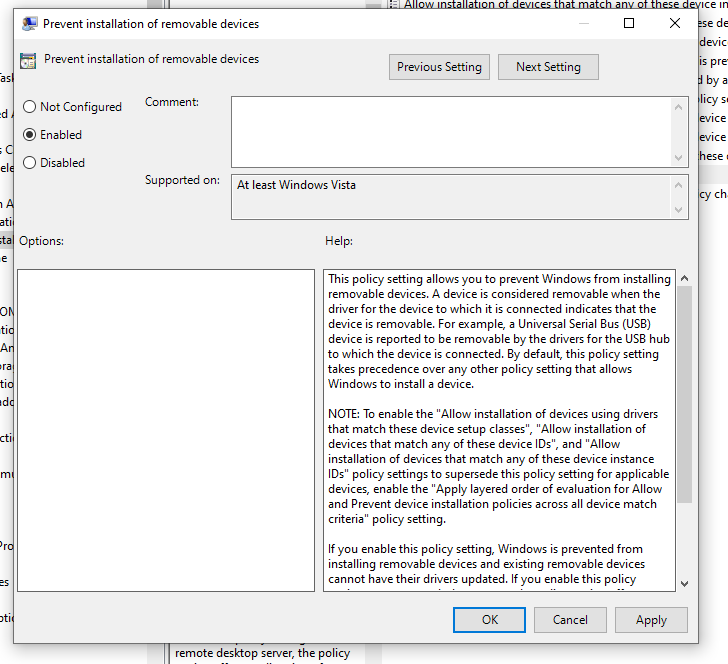 Allow installation of devices that match any of these device in
Prevent installation of removable devices
Prevent installation of removable devices
Previous Setting
Next Setting
Not Configured
Enabled
Disabled
Comment:
Supported on:
At least Windows Vista
Options:
Help:
This policy setting allows you to prevent Windows from installing
removable devices. A device is considered removable when the
driver for the device to which it is connected indicates that the
device is removable. For example, a Universal Serial Bus (USB)
device is reported to be removable by the drivers for the USB hub
to which the device is connected. By default, this policy setting
takes precedence over any other policy setting that allows
Windows to install a device.
NOTE: To enable the "Allow installation of devices using drivers
that match these device setup classes", "Allow installation of
devices that match any of these device IDs", and "Allow
installation of devices that match any of these device instance
IDs" policy settings to supersede this policy setting for applicable
devices, enable the "Apply layered order of evaluation for Allow
and Prevent device installation policies across all device match
criteria" policy setting.
If you enable this policy setting, Windows is prevented from
installing removable devices and existing removable devices
cannot have their drivers updated. If you enable this policy
OK
Cancel
Apply
remote desktop server, the policy